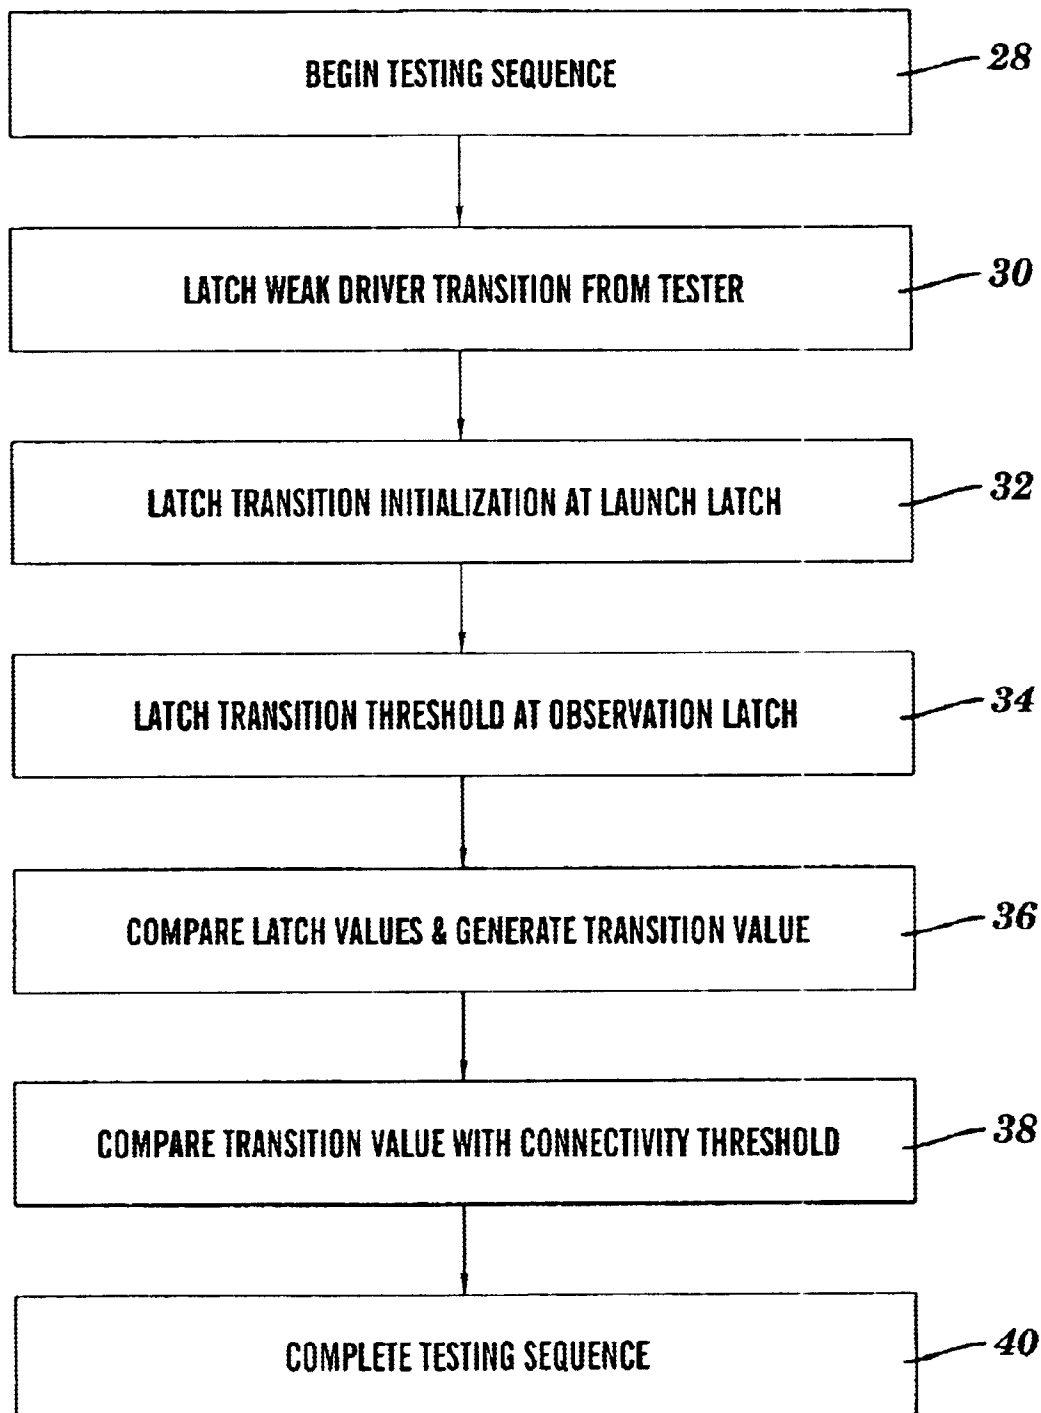 BEGIN TESTING SEQUENCE
28
LATCH WEAK DRIVER TRANSITION FROM TESTER
30
LATCH TRANSITION INITIALIZATION AT LAUNCH LATCH
32
LATCH TRANSITION THRESHOLD AT OBSERVATION LATCH
34
COMPARE LATCH VALUES & GENERATE TRANSITION VALUE
36
COMPARE TRANSITION VALUE WITH CONNECTIVITY THRESHOLD
38
COMPLETE TESTING SEQUENCE
40